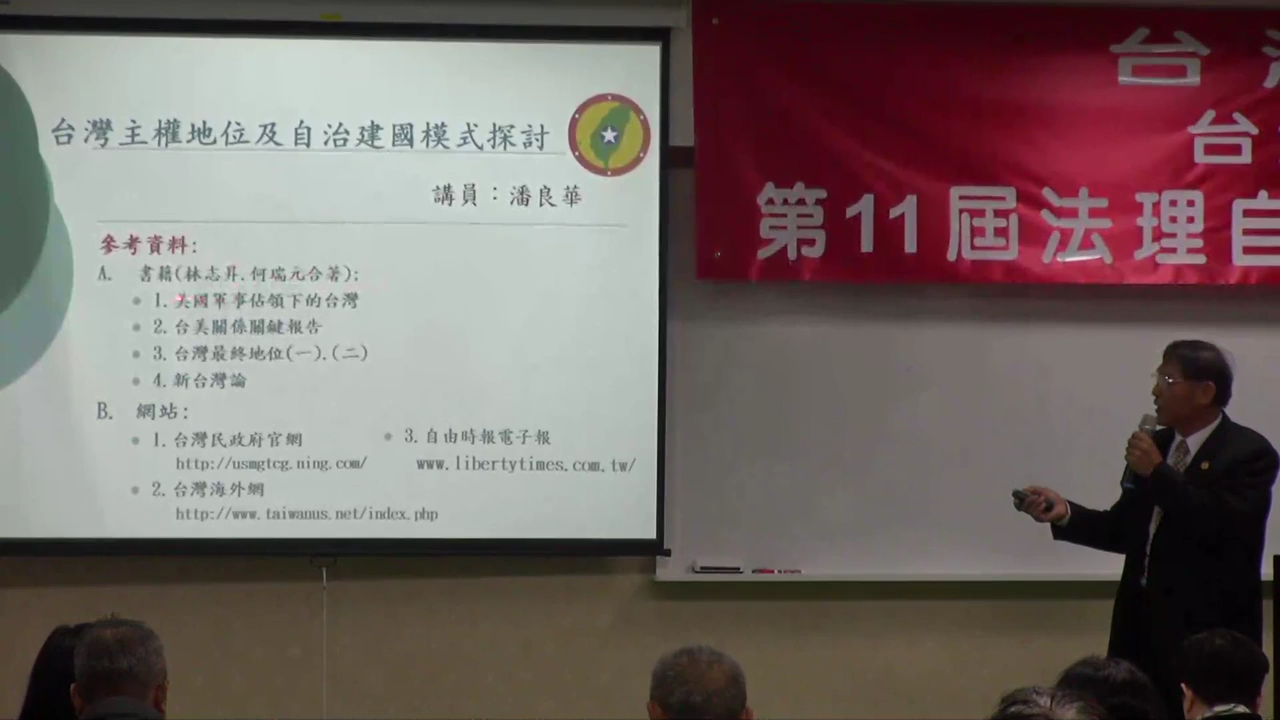 台灣主權地位及自治建國模式探討
講員：潘良華
參考資料:
A. 書籍(林志昇.何瑞元合著);
1. 美國軍事佔領下的台灣
2. 台美關係關鍵報告
3. 台灣最終地位(一).(二)
4. 新台灣論
B. 網站:
1. 台灣民政府官網
http://usmgtcg.ning.com/
2. 台灣海外網
http://www.taiwanus.net/index.php
3. 自由時報電子報
www.libertytimes.com.tw/
台
台
第11屆法理自